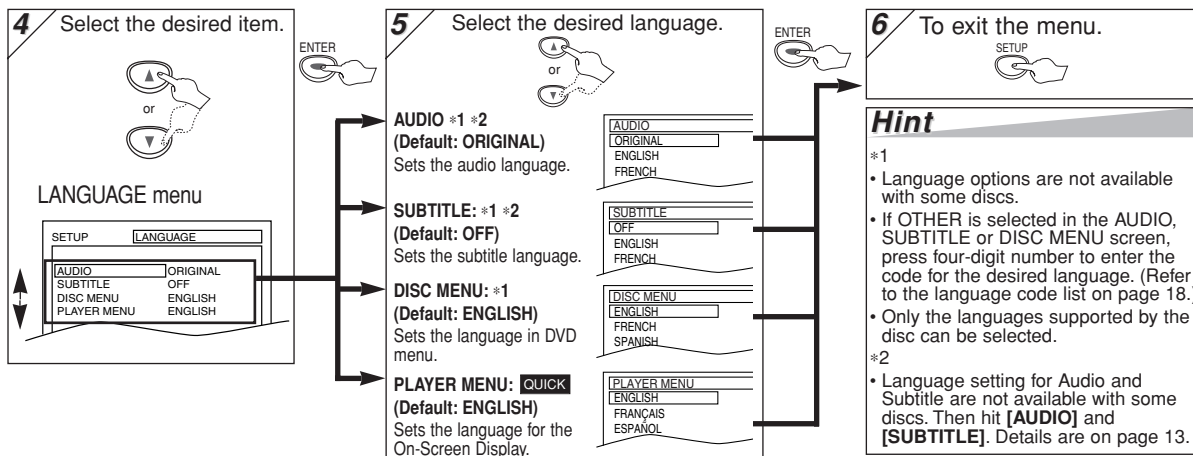 4 Select the desired item.
or
LANGUAGE menu
SETUP LANGUAGE
AUDIO ORIGINAL
SUBTITLE OFF
DISC MENU ENGLISH
PLAYER MENU ENGLISH
ENTER
5 Select the desired language.
or
AUDIO *1 *2
(Default: ORIGINAL)
Sets the audio language.
AUDIO
ORIGINAL
ENGLISH
FRENCH
SUBTITLE: *1 *2
(Default: OFF)
Sets the subtitle language.
SUBTITLE
OFF
ENGLISH
FRENCH
DISC MENU: *1
(Default: ENGLISH)
Sets the language in DVD
menu.
DISC MENU
ENGLISH
FRENCH
SPANISH
PLAYER MENU: QUICK
(Default: ENGLISH)
Sets the language for the
On-Screen Display.
PLAYER MENU
ENGLISH
FRANÇAIS
ESPAÑOL
ENTER
6 To exit the menu.
SETUP
Hint
*1
• Language options are not available
with some discs.
• If OTHER is selected in the AUDIO,
SUBTITLE or DISC MENU screen,
press four-digit number to enter the
code for the desired language. (Refer
to the language code list on page 18.)
• Only the languages supported by the
disc can be selected.
*2
• Language setting for Audio and
Subtitle are not available with some
discs. Then hit [AUDIO] and
[SUBTITLE]. Details are on page 13.